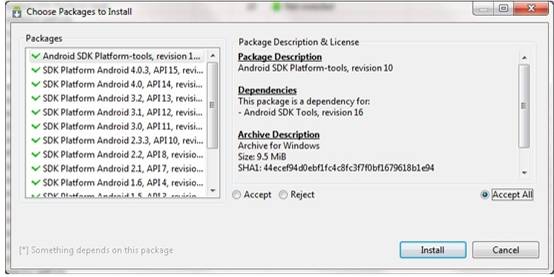 Choose Packages to Install
Packages
Android SDK Platform-tools, revision 1...
SDK Platform Android 4.0.3, API 15, revi...
SDK Platform Android 4.0, API 14, revisi...
SDK Platform Android 3.2, API 13, revisi...
SDK Platform Android 3.1, API 12, revisi...
SDK Platform Android 3.0, API 11, revisi...
SDK Platform Android 2.3.3, API 10, revi...
SDK Platform Android 2.2, API 8, revision...
SDK Platform Android 2.1, API 7, revision...
SDK Platform Android 1.6, API 4, revisio...
SDK Platform Android 1.5, API 3, revisio...
Package Description & License
Package Description
Android SDK Platform-tools, revision 10
Dependencies
This package is a dependency for:
- Android SDK Tools, revision 16
Archive Description
Archive for Windows
Size: 9.5 MiB
SHA1: 44ecef94d0ebf1fc4c8fc3f7f0bf1679618b1e94
Accept Reject Accept All
[*] Something depends on this package
Install Cancel